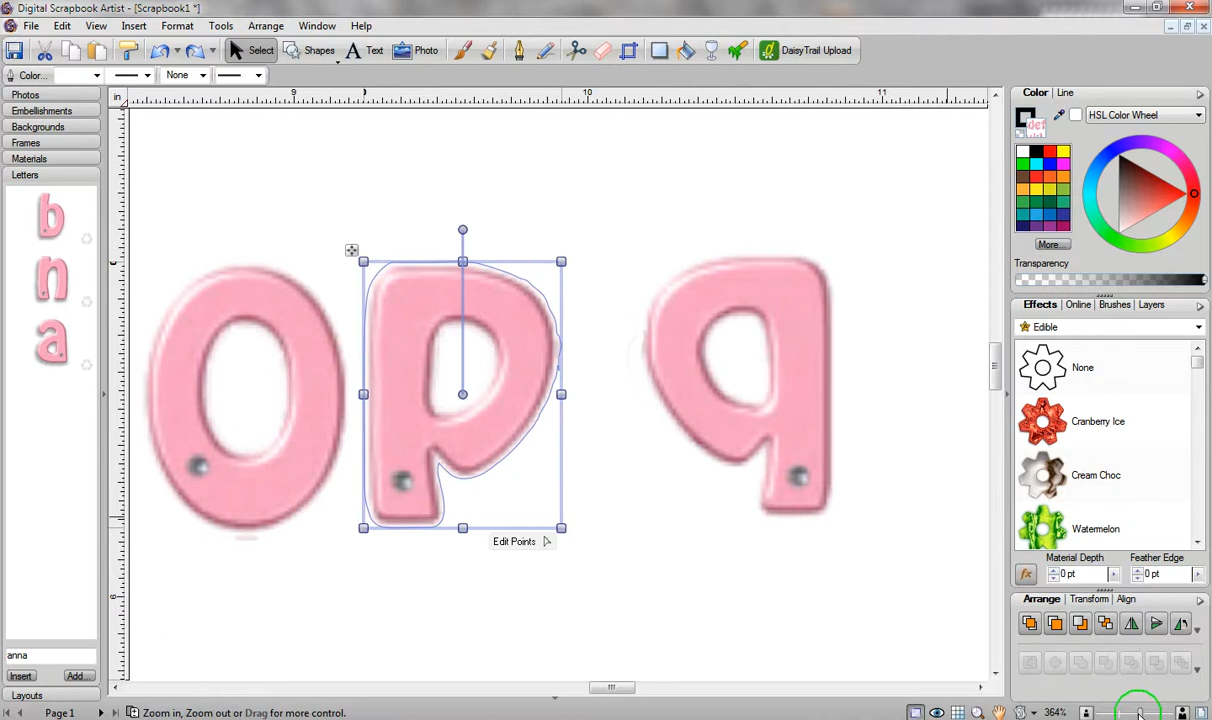 Digital Scrapbook Artist - [Scrapbook1 *]
File Edit View Insert Format Tools Arrange Window Help
Select Shapes A Text Photo DaisyTrail Upload
Color... None
in 9 10 11
Photos
Embellishments
Backgrounds
Frames
Materials
Letters
b
n
a
anna
Insert Add...
Layouts
O p q
Edit Points
Color Line
HSL Color Wheel
More...
Transparency
Effects Online Brushes Layers
Edible
None
Cranberry Ice
Cream Choc
Watermelon
Material Depth Feather Edge
fx 0 pt 0 pt
Arrange Transform Align
Page 1 Zoom in, Zoom out or Drag for more control. 364%